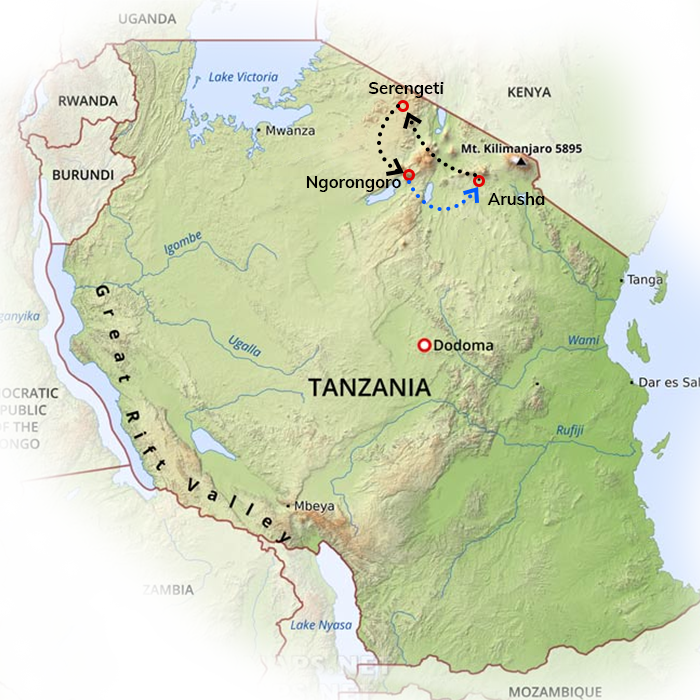 UGANDA
Lake Victoria
Serengeti
KENYA
RWANDA
Mwanza
Mt. Kilimanjaro 5895
BURUNDI
Ngorongoro
Arusha
Igombe
Tanga
Great Rift Valley
ganyika
Ugalla
Dodoma
Wami
TANZANIA
Dar es Sal
OCRATIC
PUBLIC
OF THE
ONGO
Rufiji
Mbeya
ZAMBIA
Lake Nyasa
MOZAMBIQUE